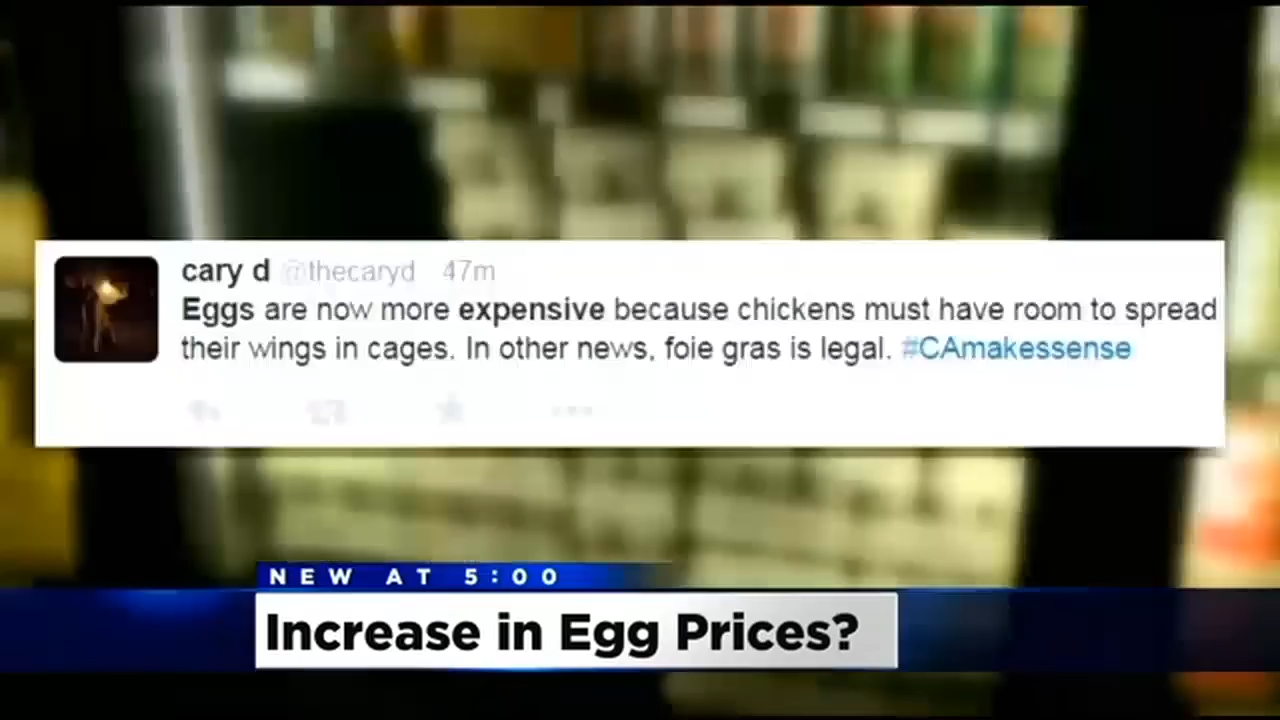 cary d @thecaryd 47m
Eggs are now more expensive because chickens must have room to spread
their wings in cages. In other news, foie gras is legal. #CAmakessense
NEW AT 5:00
Increase in Egg Prices?